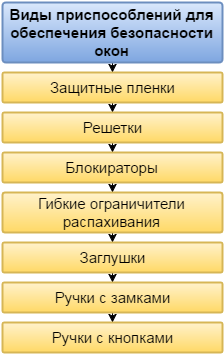 Виды приспособлений для
обеспечения безопасности
окон
Защитные пленки
Решетки
Блокираторы
Гибкие ограничители
распахивания
Заглушки
Ручки с замками
Ручки с кнопками